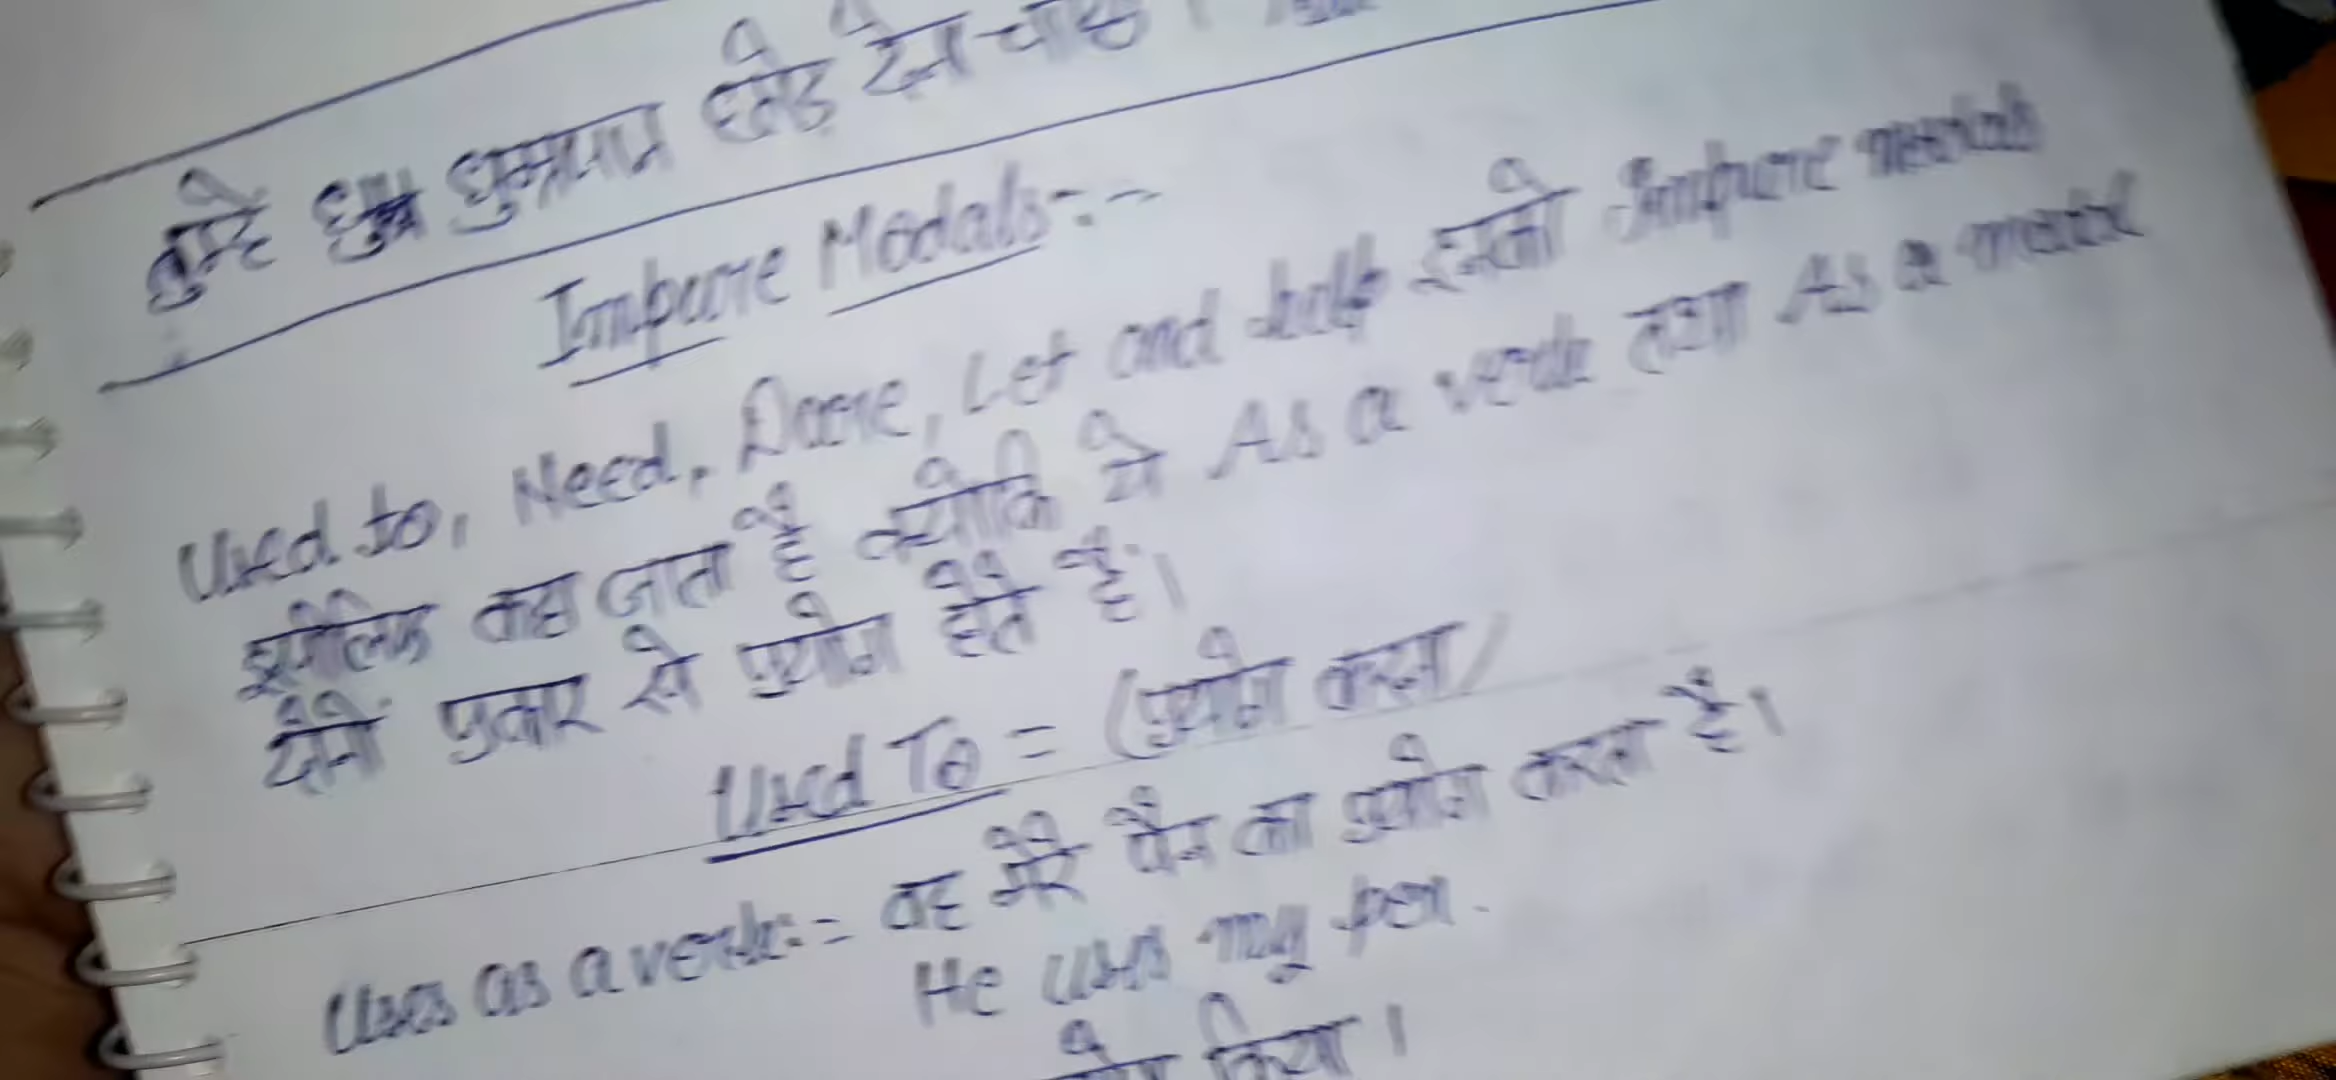 तुम्हे धुम्रपान छोड़ देना चाहिए।
Impure Modals:-
Used to, Need, Dare, Let and help इनको Impure modals
इसलिए कहा जाता है क्योकि ये As a verb तथा As a modal
दोनो प्रकार से प्रयोग होते है।
Used To = (प्रयोग करना)
Uses as a verb:- वह मेरे पैन का प्रयोग करता है।
He uses my pen.
किया।